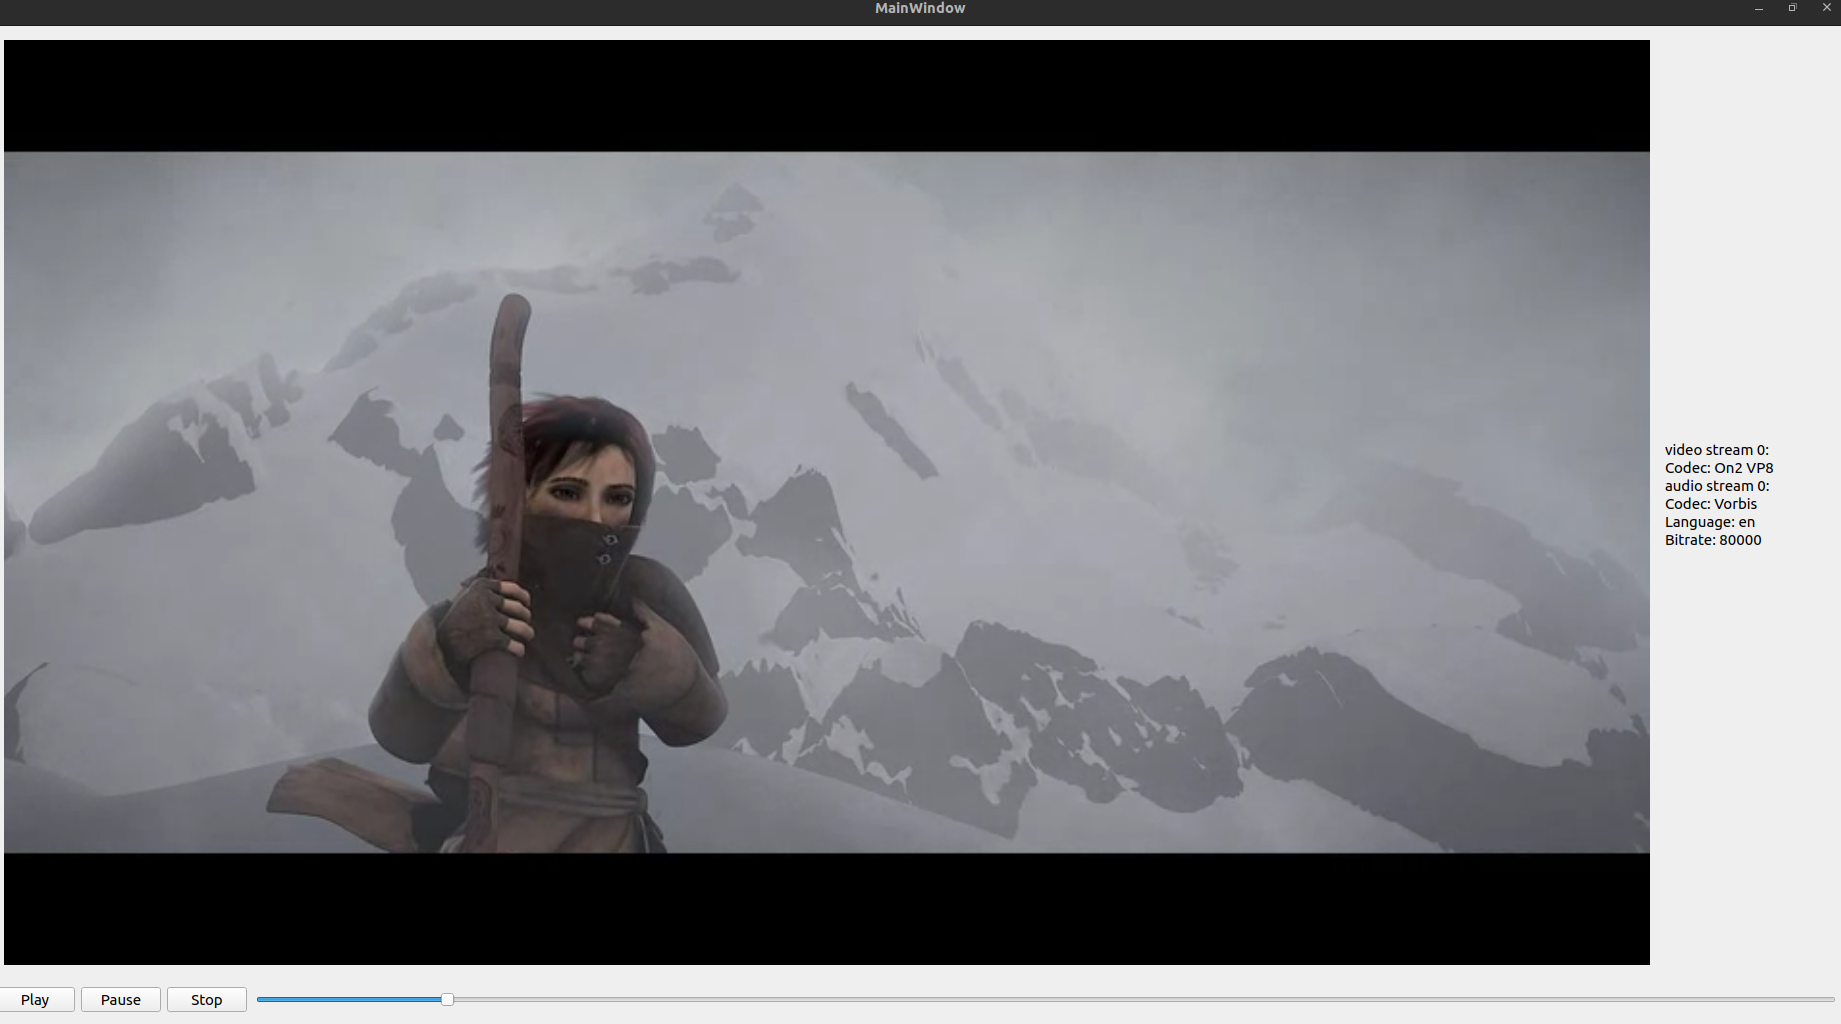 MainWindow
video stream 0:
Codec: On2 VP8
audio stream 0:
Codec: Vorbis
Language: en
Bitrate: 80000
Play
Pause
Stop